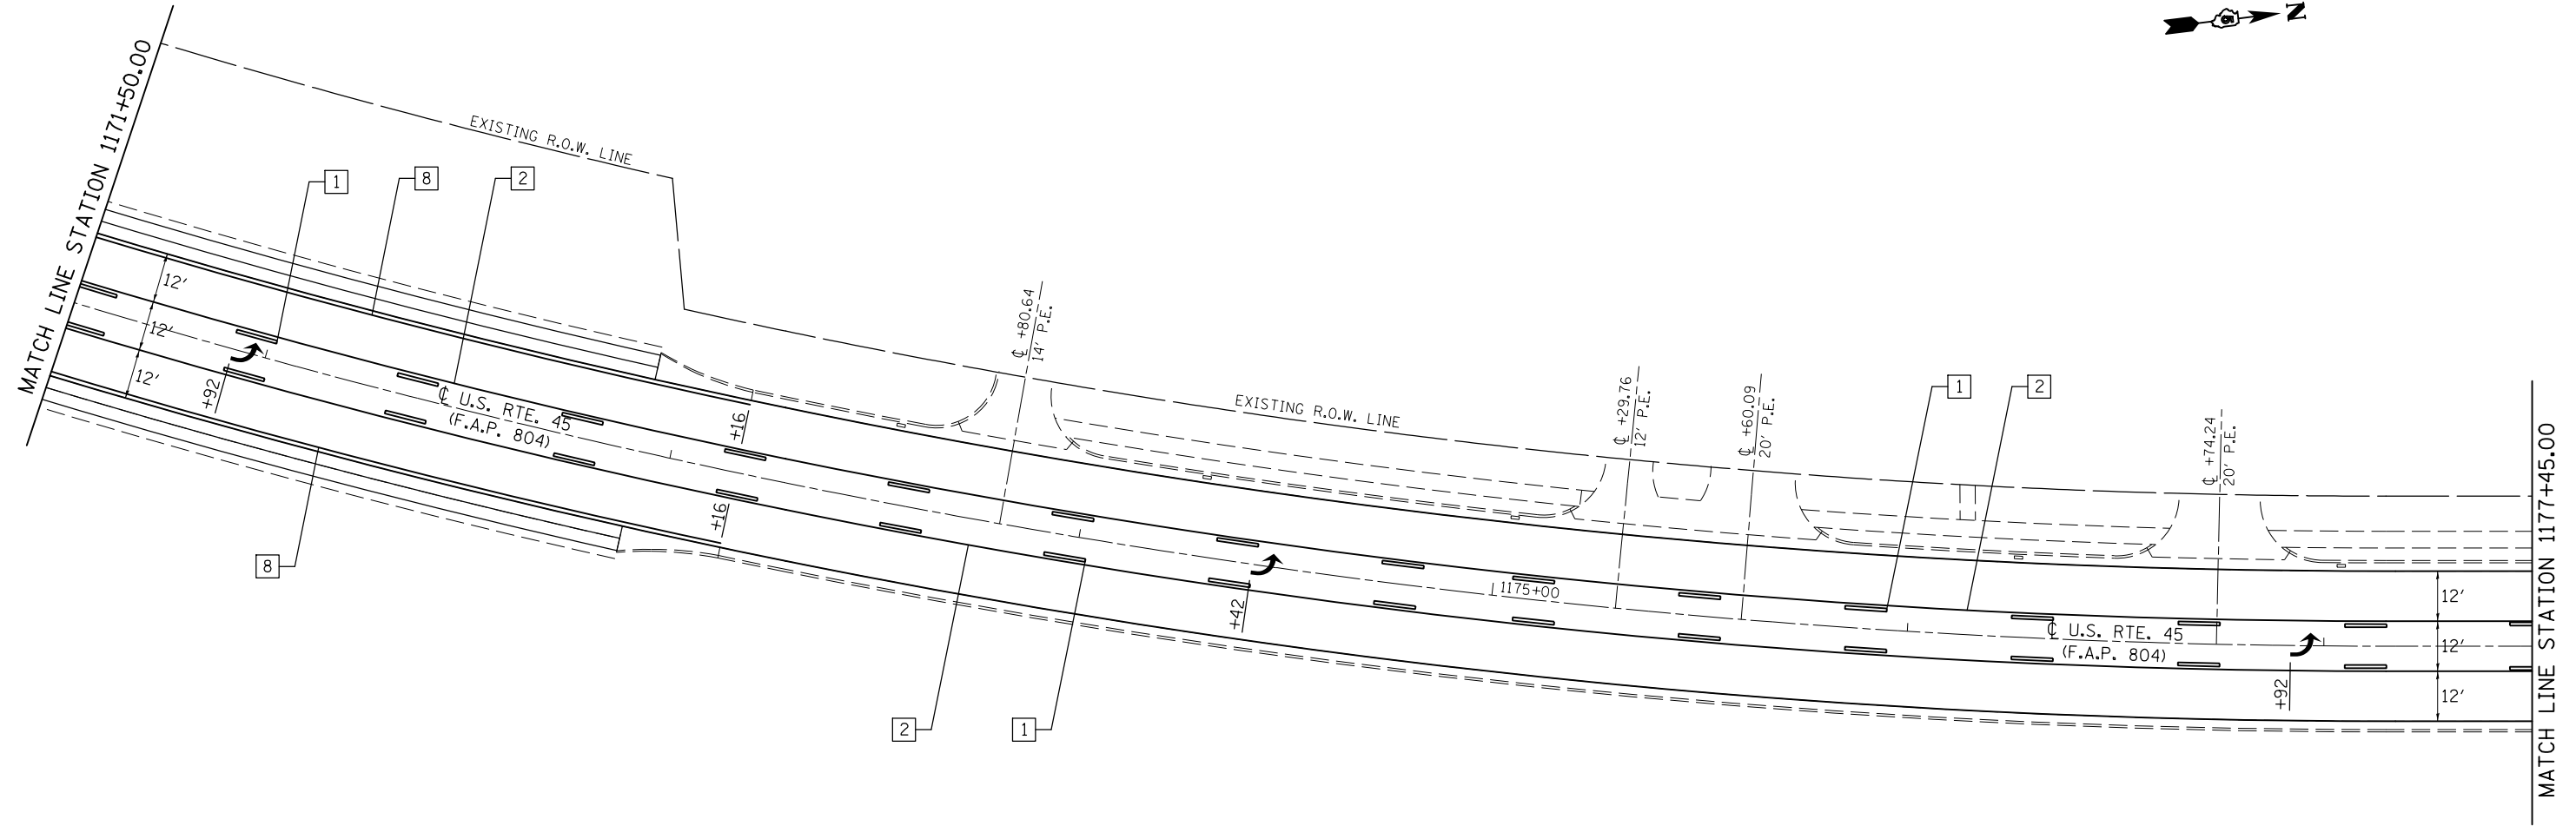 N
MATCH LINE STATION 1171+50.00
EXISTING R.O.W. LINE
1
8
2
12'
12'
12'
+92
℄ U.S. RTE. 45
(F.A.P. 804)
+16
+16
8
℄ +80.64
14' P.E.
EXISTING R.O.W. LINE
+42
2
1
1175+00
℄ +29.76
12' P.E.
℄ +60.09
20' P.E.
1
2
℄ +74.24
20' P.E.
℄ U.S. RTE. 45
(F.A.P. 804)
+92
12'
12'
12'
MATCH LINE STATION 1177+45.00